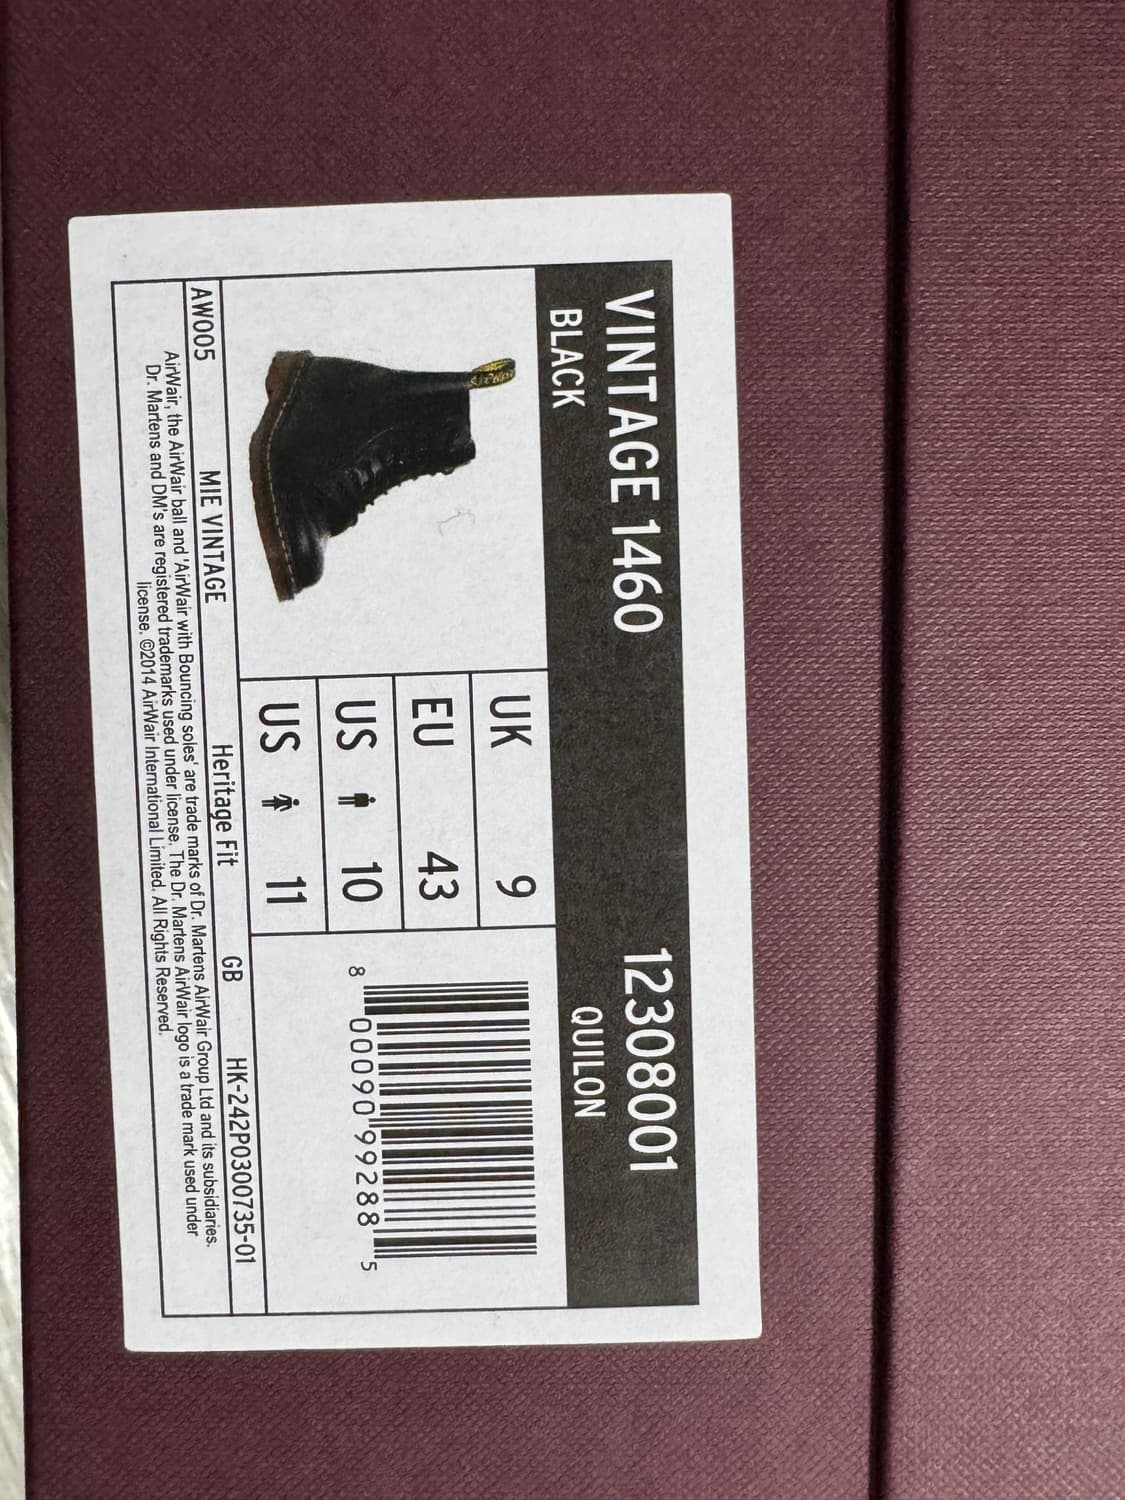 VINTAGE 1460 12308001
BLACK QUILON
UK 9
EU 43
US 10
US 11
8 00090 99288 5
AW005 MIE VINTAGE Heritage Fit GB HK-242P0300735-01
AirWair, the AirWair ball and 'AirWair with Bouncing soles' are trade marks of Dr. Martens AirWair Group Ltd and its subsidiaries.
Dr. Martens and DM's are registered trademarks used under license. The Dr. Martens AirWair logo is a trade mark used under
license. ©2014 AirWair International Limited. All Rights Reserved.